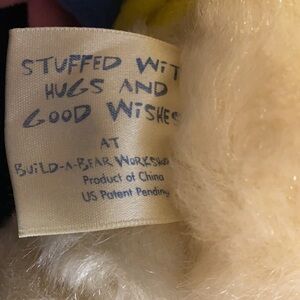 STUFFED WIT
HUGS AND
GOOD WISHES
AT
BUILD-A-BEAR WORKSHO
Product of China
US Patent Pending